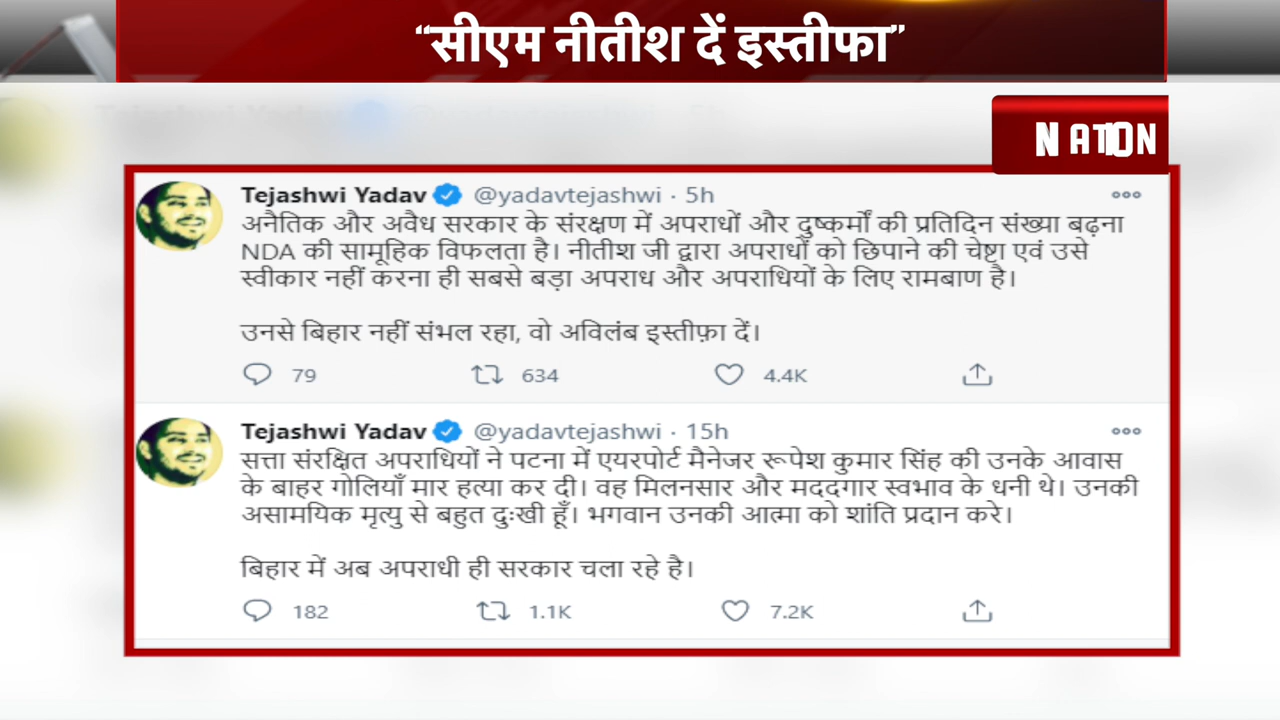 “सीएम नीतीश दें इस्तीफा”
NATION
Tejashwi Yadav @yadavtejashwi · 5h
अनैतिक और अवैध सरकार के संरक्षण में अपराधों और दुष्कर्मों की प्रतिदिन संख्या बढ़ना
NDA की सामूहिक विफलता है। नीतीश जी द्वारा अपराधों को छिपाने की चेष्टा एवं उसे
स्वीकार नहीं करना ही सबसे बड़ा अपराध और अपराधियों के लिए रामबाण है।
उनसे बिहार नहीं संभल रहा, वो अविलंब इस्तीफ़ा दें।
79 634 4.4K
Tejashwi Yadav @yadavtejashwi · 15h
सत्ता संरक्षित अपराधियों ने पटना में एयरपोर्ट मैनेजर रूपेश कुमार सिंह की उनके आवास
के बाहर गोलियाँ मार हत्या कर दी। वह मिलनसार और मददगार स्वभाव के धनी थे। उनकी
असामयिक मृत्यु से बहुत दुःखी हूँ। भगवान उनकी आत्मा को शांति प्रदान करे।
बिहार में अब अपराधी ही सरकार चला रहे है।
182 1.1K 7.2K